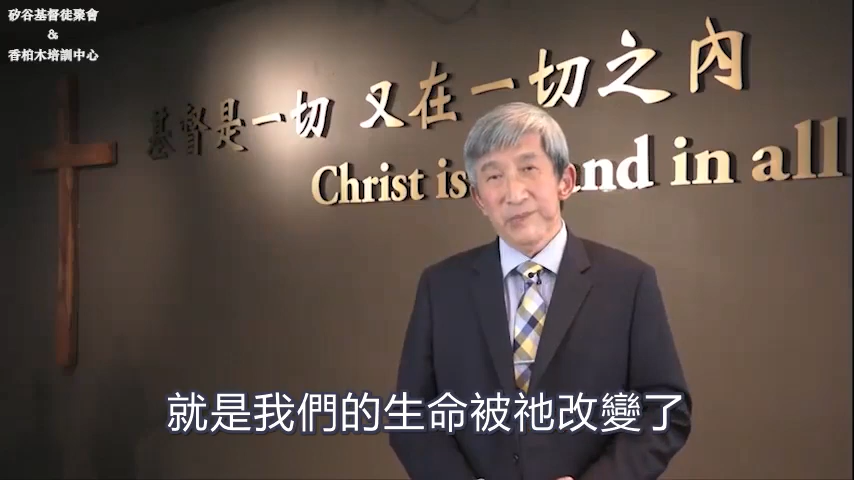 矽谷基督徒聚會
&
香柏木培訓中心
基督是一切 又在一切之內
Christ is and in all
就是我們的生命被祂改變了